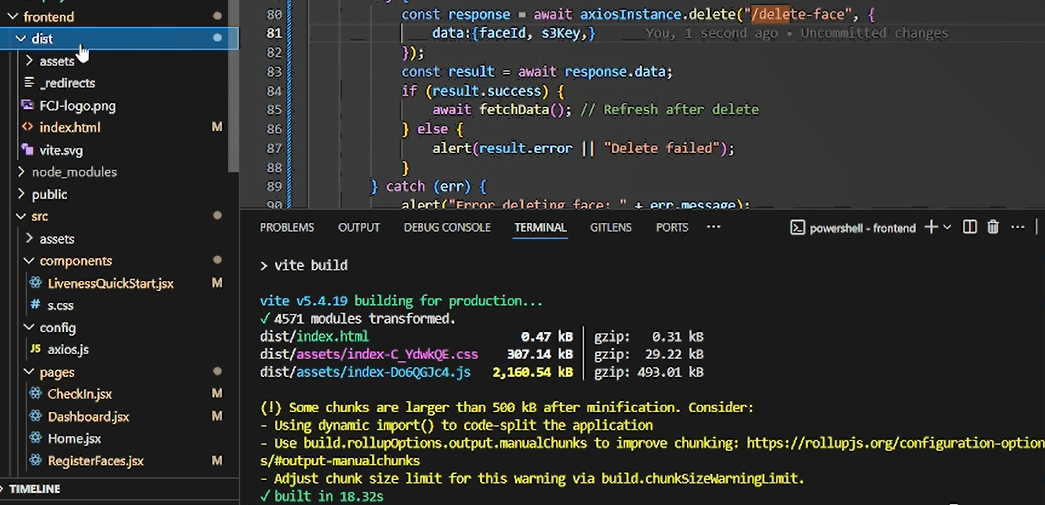 frontend
dist
assets
_redirects
FCJ-logo.png
index.html M
vite.svg
node_modules
public
src
assets
components
LivenessQuickStart.jsx M
# s.css
config
JS axios.js
pages
CheckIn.jsx M
Dashboard.jsx M
Home.jsx
RegisterFaces.jsx M
TIMELINE
80 const response = await axiosInstance.delete("/delete-face", {
81 data:{faceId, s3Key,} You, 1 second ago • Uncommitted changes
82 });
83 const result = await response.data;
84 if (result.success) {
85 await fetchData(); // Refresh after delete
86 } else {
87 alert(result.error || "Delete failed");
88 }
89 } catch (err) {
90 alert("Error deleting face: " + err.message);
PROBLEMS OUTPUT DEBUG CONSOLE TERMINAL GITLENS PORTS ··· powershell - frontend
> vite build
vite v5.4.19 building for production...
✓ 4571 modules transformed.
dist/index.html 0.47 kB │ gzip: 0.31 kB
dist/assets/index-C_YdwkQE.css 307.14 kB │ gzip: 29.22 kB
dist/assets/index-Do6QGJc4.js 2,160.54 kB │ gzip: 493.01 kB
(!) Some chunks are larger than 500 kB after minification. Consider:
- Using dynamic import() to code-split the application
- Use build.rollupOptions.output.manualChunks to improve chunking: https://rollupjs.org/configuration-option
s/#output-manualchunks
- Adjust chunk size limit for this warning via build.chunkSizeWarningLimit.
✓ built in 18.32s